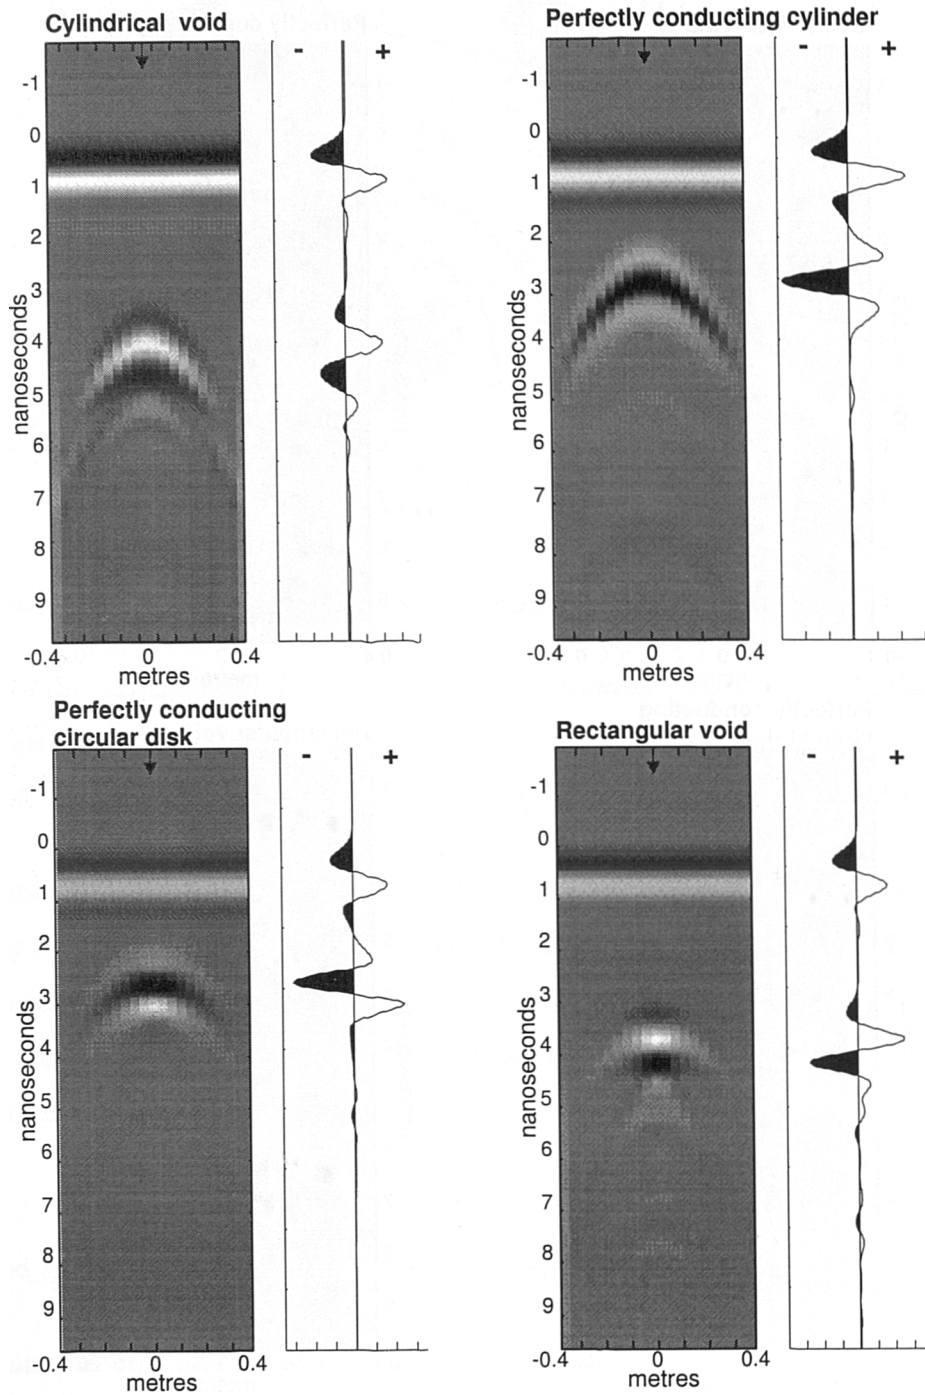 Cylindrical void
- +
-1
0
1
2
3
4
5
6
7
8
9
nanoseconds
-0.4 0 0.4
metres
Perfectly conducting cylinder
- +
-1
0
1
2
3
4
5
6
7
8
9
nanoseconds
-0.4 0 0.4
metres
Perfectly conducting
circular disk
- +
-1
0
1
2
3
4
5
6
7
8
9
nanoseconds
-0.4 0 0.4
metres
Rectangular void
- +
-1
0
1
2
3
4
5
6
7
8
9
nanoseconds
-0.4 0 0.4
metres